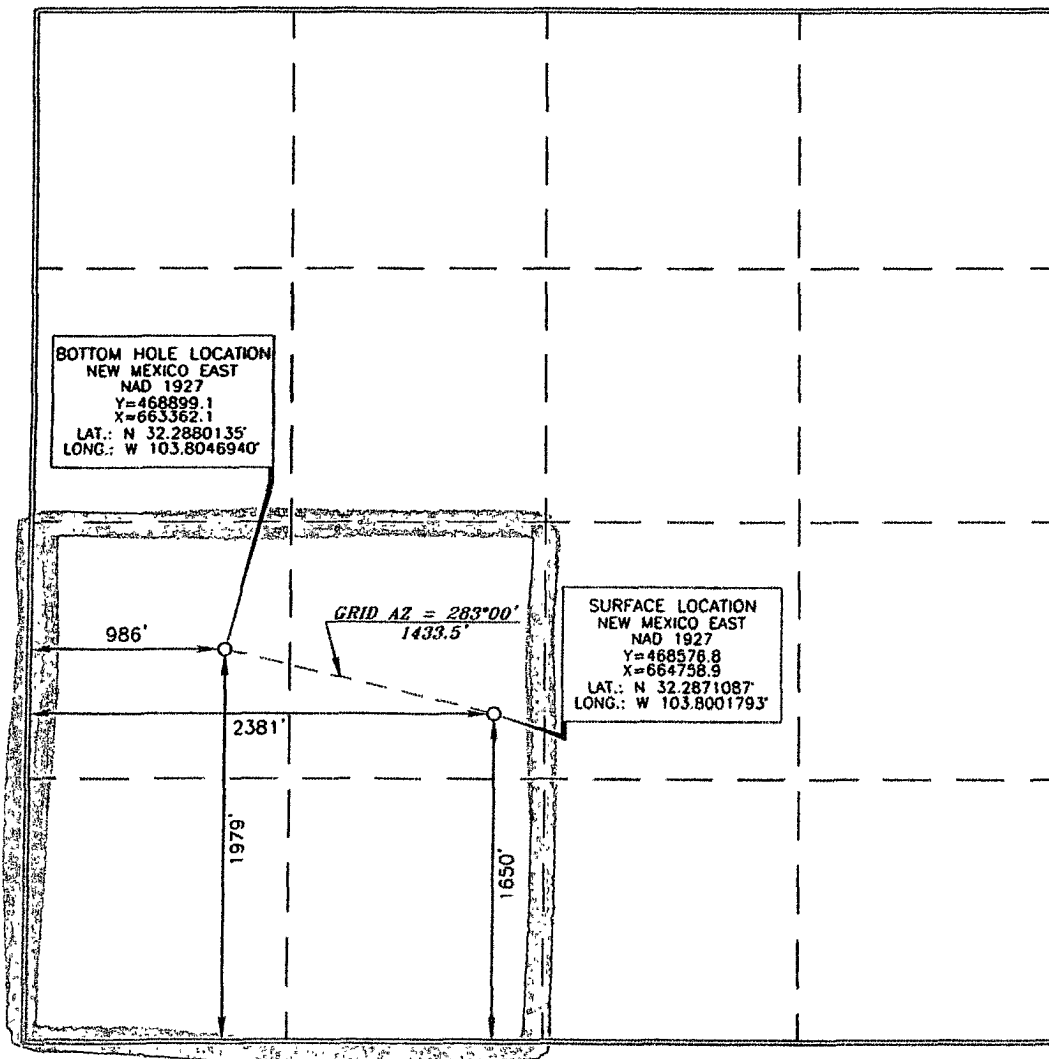 BOTTOM HOLE LOCATION
NEW MEXICO EAST
NAD 1927
Y=468899.1
X=663362.1
LAT.: N 32.2880135°
LONG.: W 103.8046940°
986'
GRID AZ = 283°00'
1433.5'
SURFACE LOCATION
NEW MEXICO EAST
NAD 1927
Y=468576.8
X=664758.9
LAT.: N 32.2871087°
LONG.: W 103.8001793°
2381'
1979'
1650'